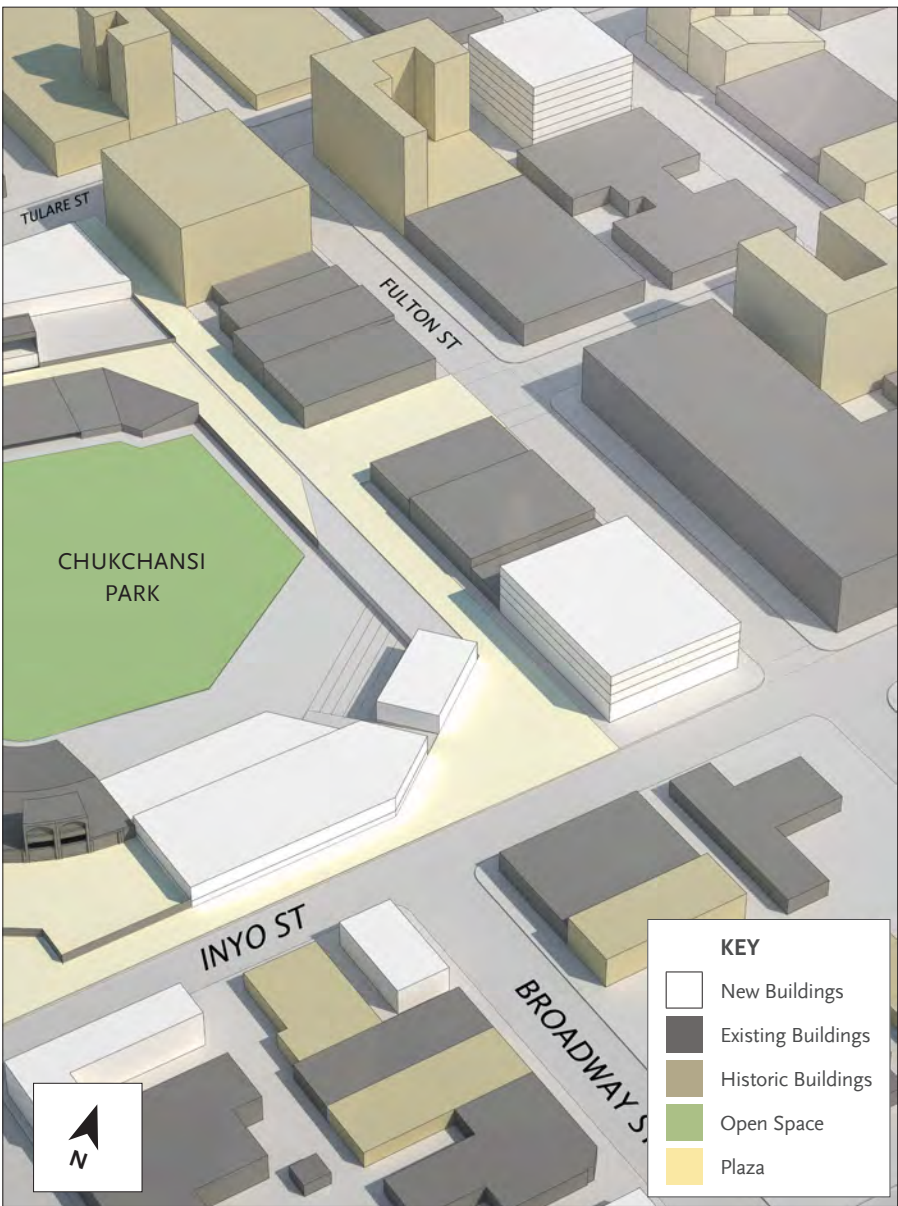 TULARE ST
FULTON ST
CHUKCHANSI
PARK
INYO ST
BROADWAY ST
KEY
New Buildings
Existing Buildings
Historic Buildings
Open Space
Plaza
N